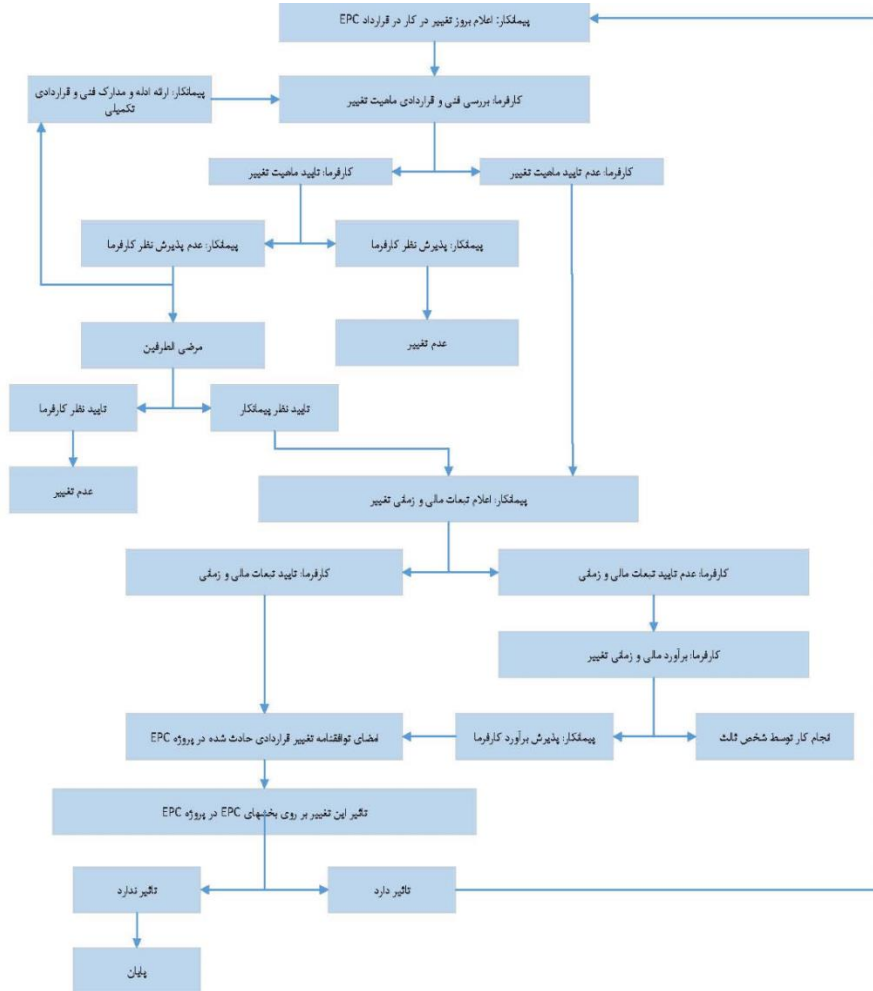 پیمانکار: اعلام بروز تغییر در کار در قرارداد EPC
پیمانکار: ارائه ادله و مدارک فنی و قراردادی
تکمیلی
کارفرما: بررسی فنی و قراردادی ماهیت تغییر
کارفرما: عدم تایید ماهیت تغییر
کارفرما: تایید ماهیت تغییر
پیمانکار: پذیرش نظر کارفرما
پیمانکار: عدم پذیرش نظر کارفرما
عدم تغییر
مرضی الطرفین
تایید نظر پیمانکار
تایید نظر کارفرما
عدم تغییر
پیمانکار: اعلام تبعات مالی و زمانی تغییر
کارفرما: عدم تایید تبعات مالی و زمانی
کارفرما: تایید تبعات مالی و زمانی
کارفرما: برآورد مالی و زمانی تغییر
انجام کار توسط شخص ثالث
پیمانکار: پذیرش برآورد کارفرما
امضای توافقنامه تغییر قراردادی حادث شده در پروژه EPC
تاثیر این تغییر بر روی بخشهای EPC در پروژه EPC
تاثیر دارد
تاثیر ندارد
پایان